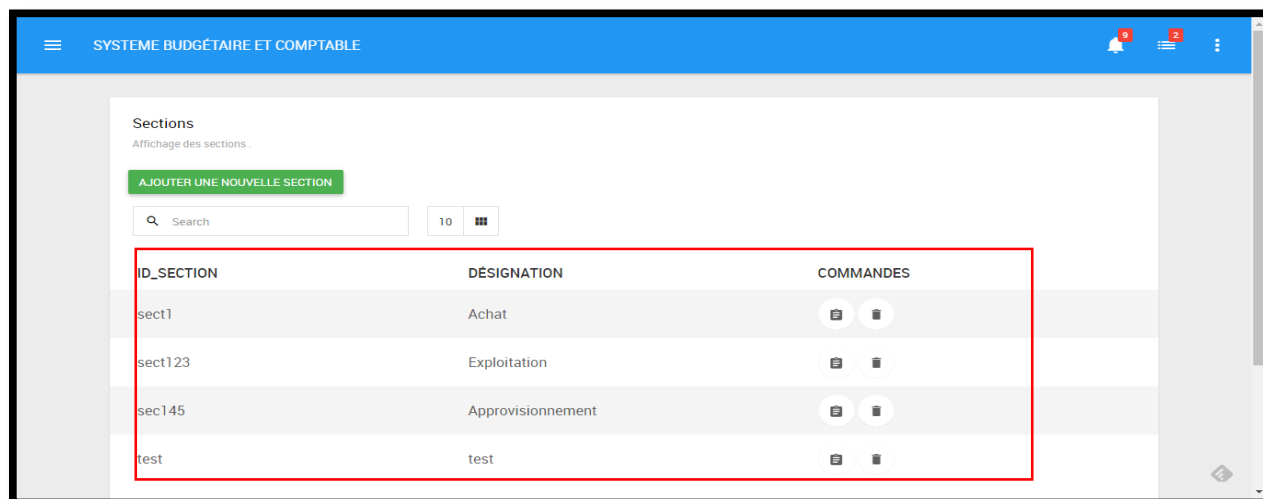 SYSTEME BUDGÉTAIRE ET COMPTABLE 9 2
Sections
Affichage des sections .
AJOUTER UNE NOUVELLE SECTION
Search 10
ID_SECTION DÉSIGNATION COMMANDES
sect1 Achat
sect123 Exploitation
sec145 Approvisionnement
test test